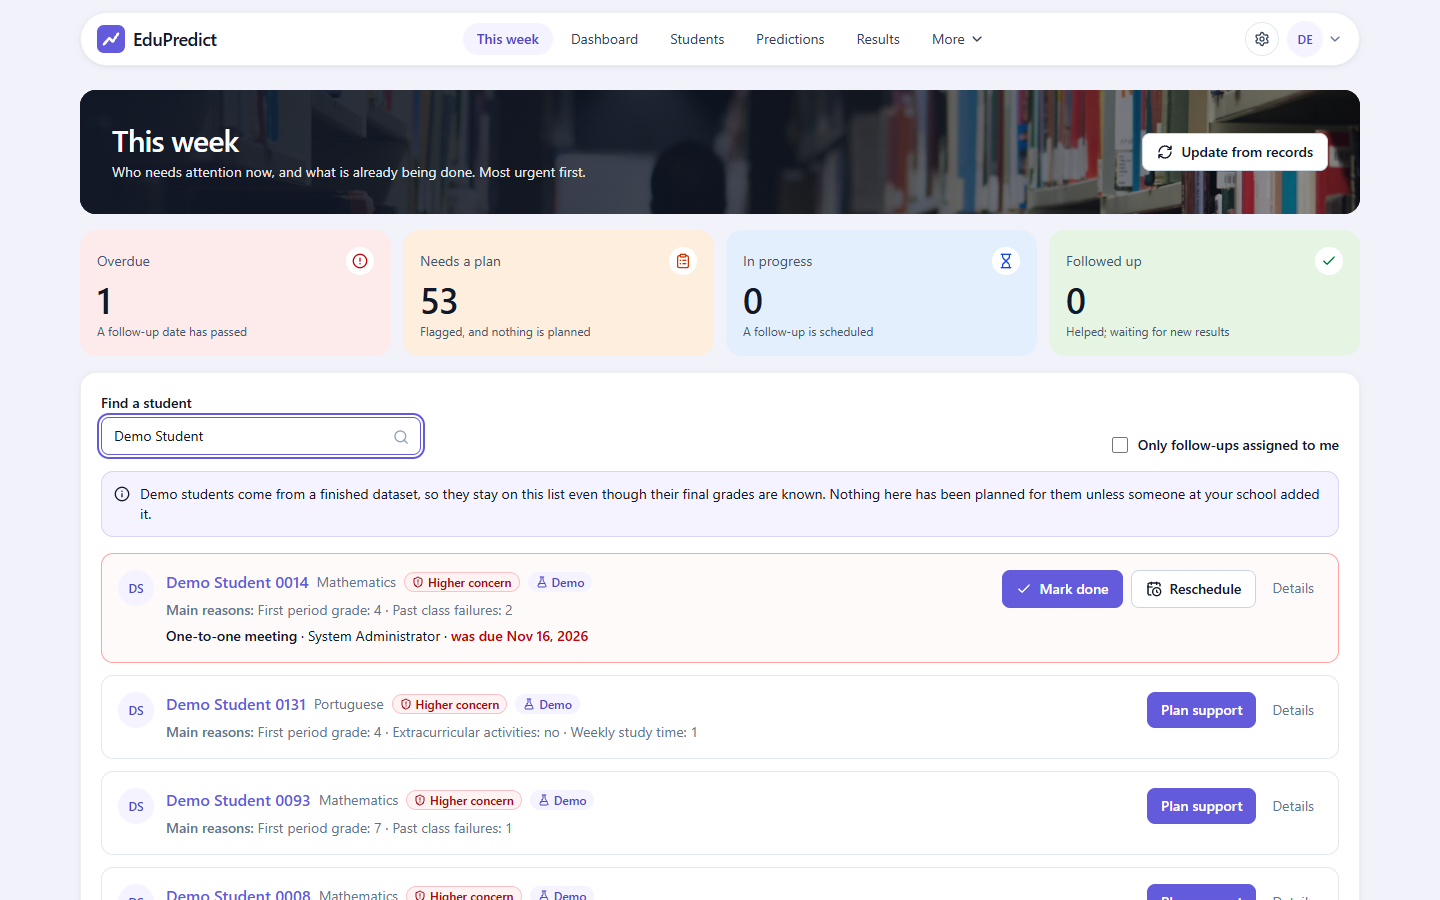 EduPredict
This week
Dashboard
Students
Predictions
Results
More
DE
This week
Who needs attention now, and what is already being done. Most urgent first.
Update from records
Overdue
1
A follow-up date has passed
Needs a plan
53
Flagged, and nothing is planned
In progress
0
A follow-up is scheduled
Followed up
0
Helped; waiting for new results
Find a student
Demo Student
Only follow-ups assigned to me
Demo students come from a finished dataset, so they stay on this list even though their final grades are known. Nothing here has been planned for them unless someone at your school added
it.
DS
Demo Student 0014 Mathematics Higher concern Demo
Main reasons: First period grade: 4 · Past class failures: 2
One-to-one meeting · System Administrator · was due Nov 16, 2026
Mark done
Reschedule
Details
DS
Demo Student 0131 Portuguese Higher concern Demo
Main reasons: First period grade: 4 · Extracurricular activities: no · Weekly study time: 1
Plan support
Details
DS
Demo Student 0093 Mathematics Higher concern Demo
Main reasons: First period grade: 7 · Past class failures: 1
Plan support
Details
DS
Demo Student 0008 Mathematics Higher concern Demo
Plan support
Details